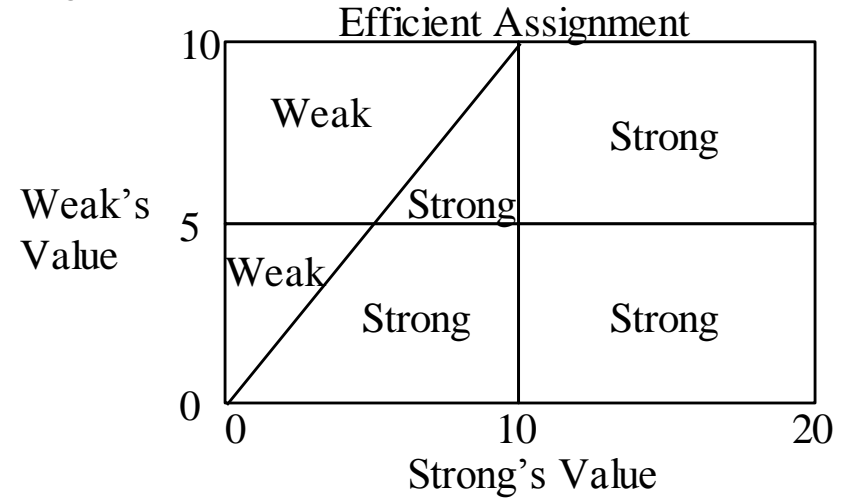 Efficient Assignment
10
Weak
Strong
Weak's
Value
Strong
5
Weak
Strong
Strong
0
0
10
20
Strong's Value